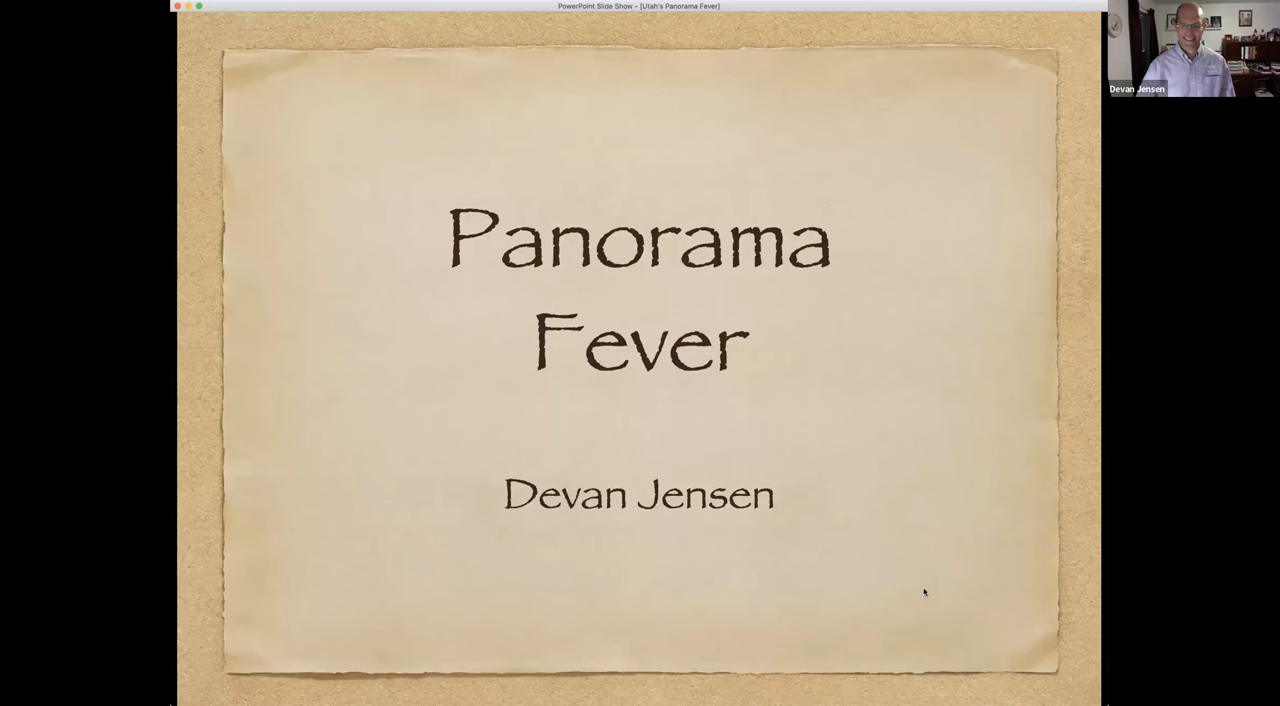 PowerPoint Slide Show - [Utah's Panorama Fever]
Devan Jensen
Panorama
Fever
Devan Jensen